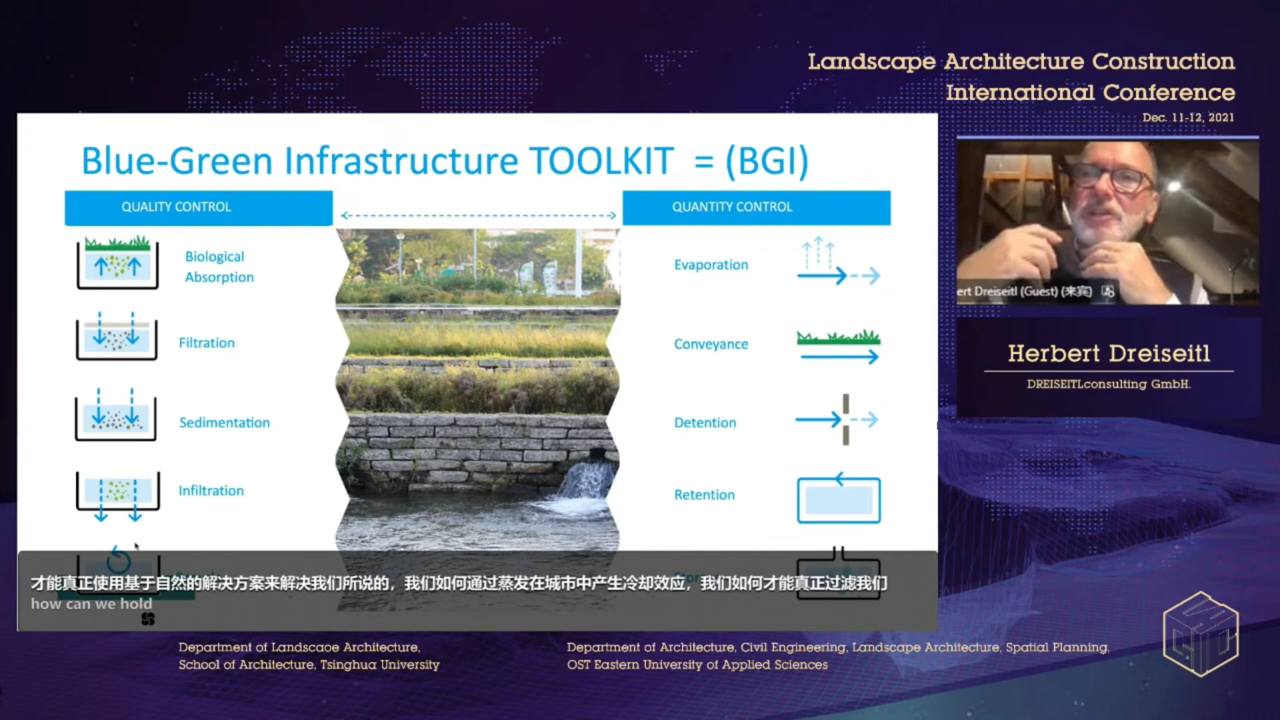 Landscape Architecture Construction
International Conference
Dec. 11-12, 2021
Blue-Green Infrastructure TOOLKIT = (BGI)
QUALITY CONTROL
QUANTITY CONTROL
Biological
Absorption
Filtration
Sedimentation
Infiltration
Evaporation
Conveyance
Detention
Retention
才能真正使用基于自然的解决方案来解决我们所说的，我们如何通过蒸发在城市中产生冷却效应，我们如何才能真正过滤我们
how can we hold
ert Dreiseitl (Guest) (来宾)
Herbert Dreiseitl
DREISEITLconsulting GmbH.
Department of Landscaoe Architecture,
School of Architecture, Tsinghua University
Department of Architecture, Civil Engineering, Landscape Architecture, Spatial Planning,
OST Eastern University of Applied Sciences